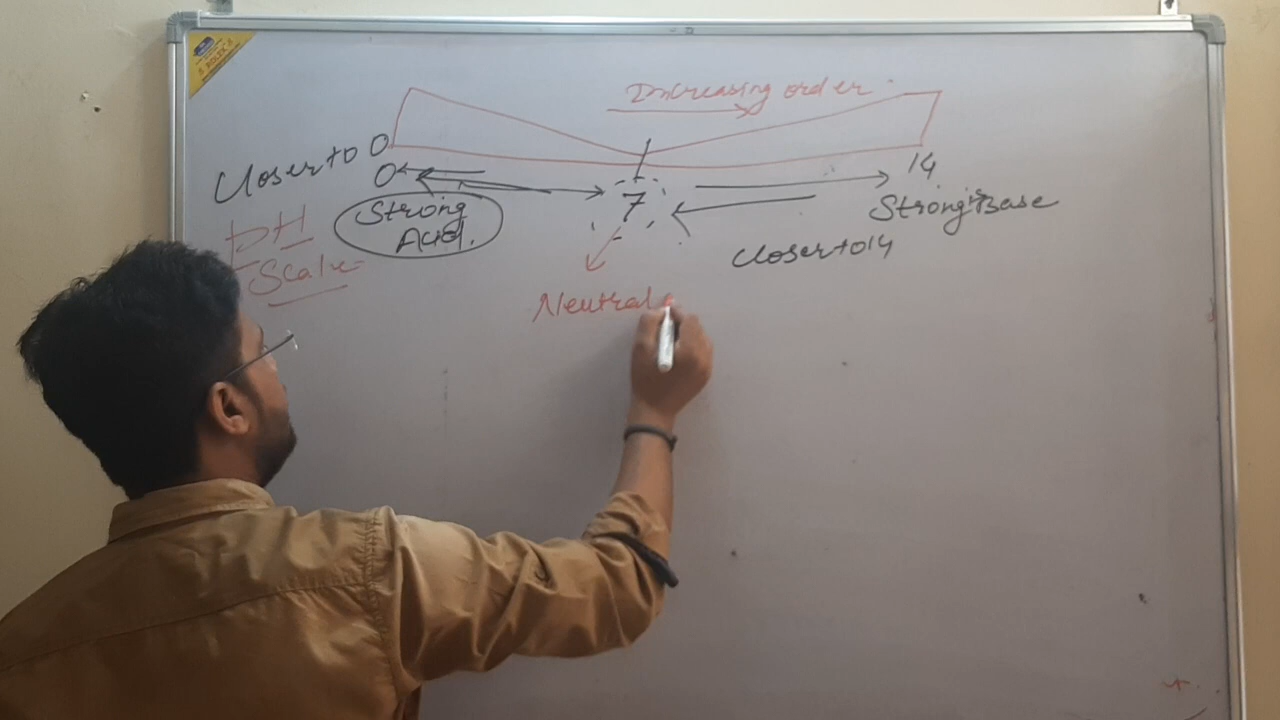 Increasing order
Closer to 0
0 14
7
Strong
Acid.
Strong Base
Closer to 14
pH
Scale
Neutral